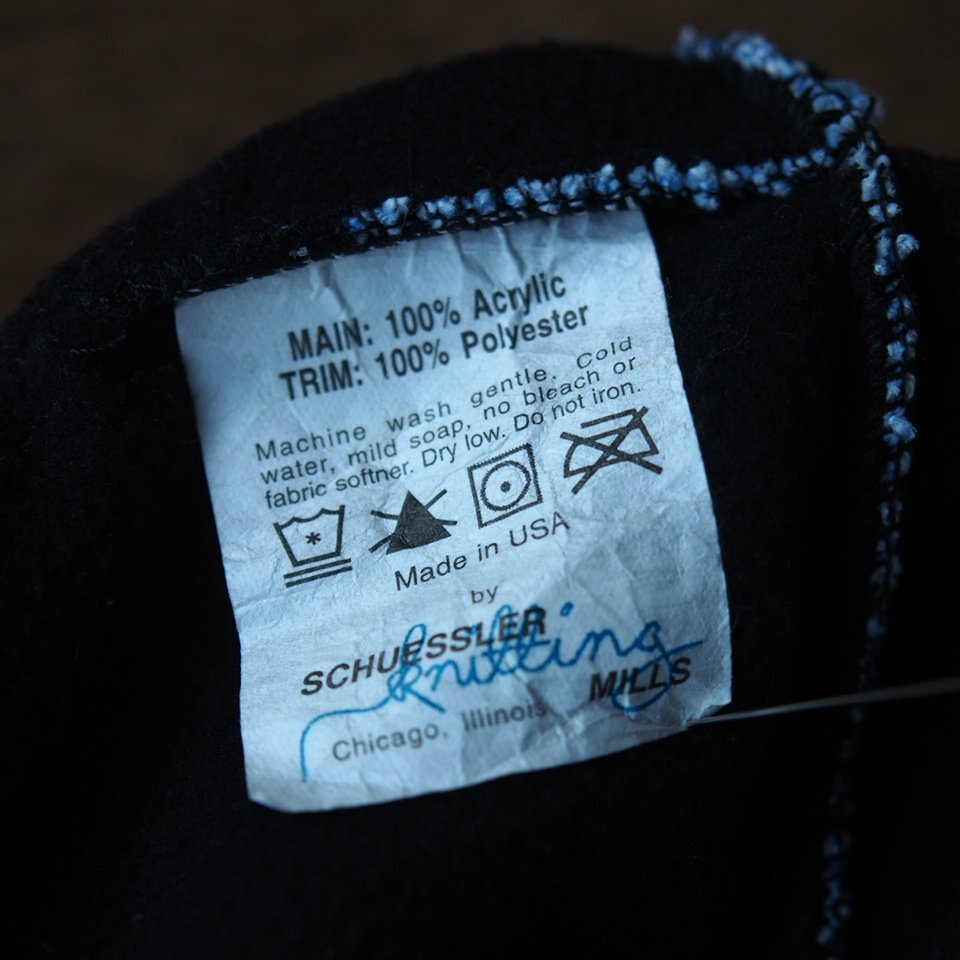 MAIN: 100% Acrylic
TRIM: 100% Polyester
Machine wash gentle. Cold
water, mild soap, no bleach or
fabric softner. Dry low. Do not iron.
Made in USA
by
SCHUESSLER
knitting
MILLS
Chicago, Illinois